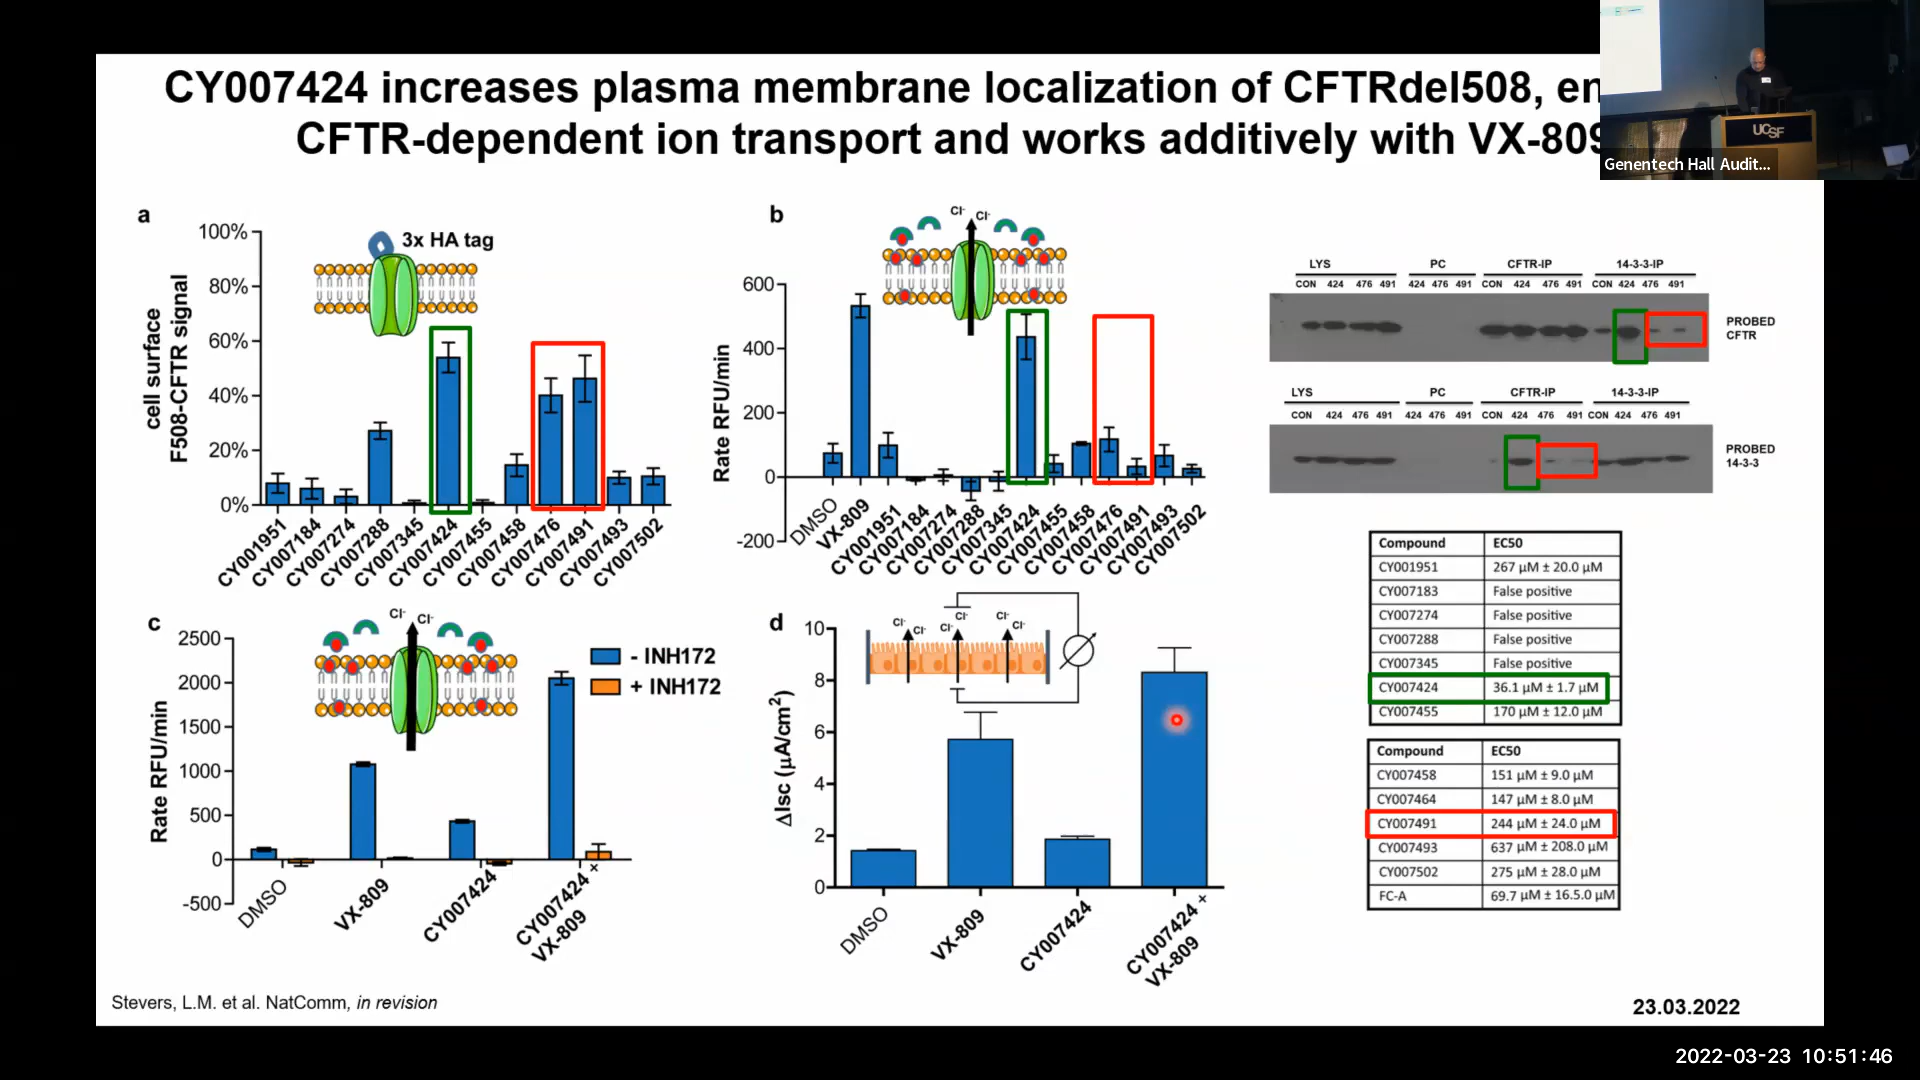 CY007424 increases plasma membrane localization of CFTRdel508, en
CFTR-dependent ion transport and works additively with VX-809
UCSF
Genentech Hall Audit...
a
100%
80%
60%
40%
20%
0%
cell surface
F508-CFTR signal
3x HA tag
CY001951
CY007184
CY007274
CY007288
CY007345
CY007424
CY007455
CY007458
CY007476
CY007491
CY007493
CY007502
b
Cl- Cl-
600
400
200
0
-200
Rate RFU/min
DMSO
VX-809
CY001951
CY007184
CY007274
CY007288
CY007345
CY007424
CY007455
CY007458
CY007476
CY007491
CY007493
CY007502
LYS PC CFTR-IP 14-3-3-IP
CON 424 476 491 424 476 491 CON 424 476 491 CON 424 476 491
PROBED
CFTR
LYS PC CFTR-IP 14-3-3-IP
CON 424 476 491 424 476 491 CON 424 476 491 CON 424 476 491
PROBED
14-3-3
c
Cl- Cl-
2500
2000
1500
1000
500
0
-500
Rate RFU/min
- INH172
+ INH172
DMSO
VX-809
CY007424
CY007424 +
VX-809
d
10
8
6
4
2
0
ΔIsc (µA/cm2)
Cl- Cl- Cl- Cl- Cl- Cl-
DMSO
VX-809
CY007424
CY007424 +
VX-809
Compound EC50
CY001951 267 µM ± 20.0 µM
CY007183 False positive
CY007274 False positive
CY007288 False positive
CY007345 False positive
CY007424 36.1 µM ± 1.7 µM
CY007455 170 µM ± 12.0 µM
Compound EC50
CY007458 151 µM ± 9.0 µM
CY007464 147 µM ± 8.0 µM
CY007491 244 µM ± 24.0 µM
CY007493 637 µM ± 208.0 µM
CY007502 275 µM ± 28.0 µM
FC-A 69.7 µM ± 16.5.0 µM
Stevers, L.M. et al. NatComm, in revision
23.03.2022
2022-03-23 10:51:46